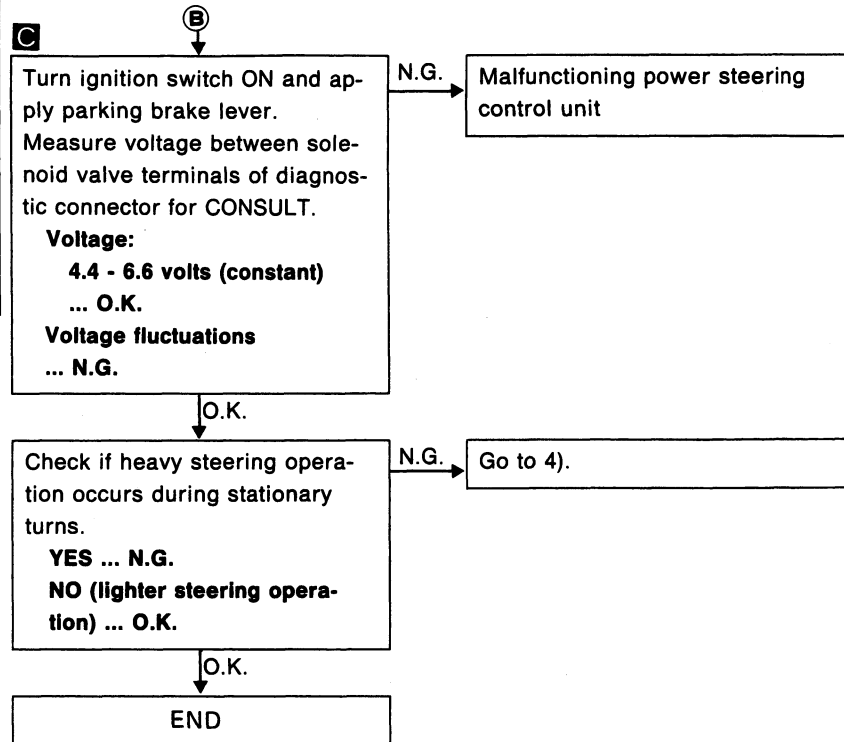 B
C
Turn ignition switch ON and ap-
ply parking brake lever.
Measure voltage between sole-
noid valve terminals of diagnos-
tic connector for CONSULT.
Voltage:
4.4 - 6.6 volts (constant)
... O.K.
Voltage fluctuations
... N.G.
N.G.
Malfunctioning power steering
control unit
O.K.
Check if heavy steering opera-
tion occurs during stationary
turns.
YES ... N.G.
NO (lighter steering opera-
tion) ... O.K.
N.G.
Go to 4).
O.K.
END